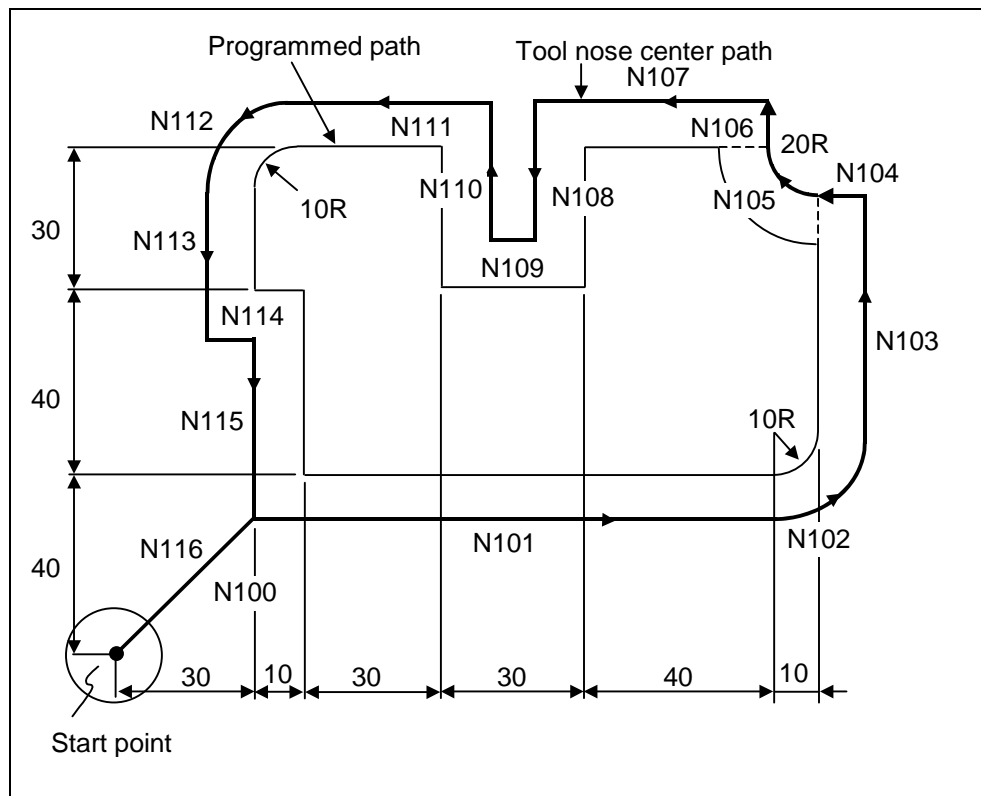 Programmed path
Tool nose center path
N107
N112
N111
N106
20R
N104
N110
N108
N105
10R
30
N113
N109
N114
N103
40
N115
10R
N116
N101
N102
40
N100
30
10
30
30
40
10
Start point